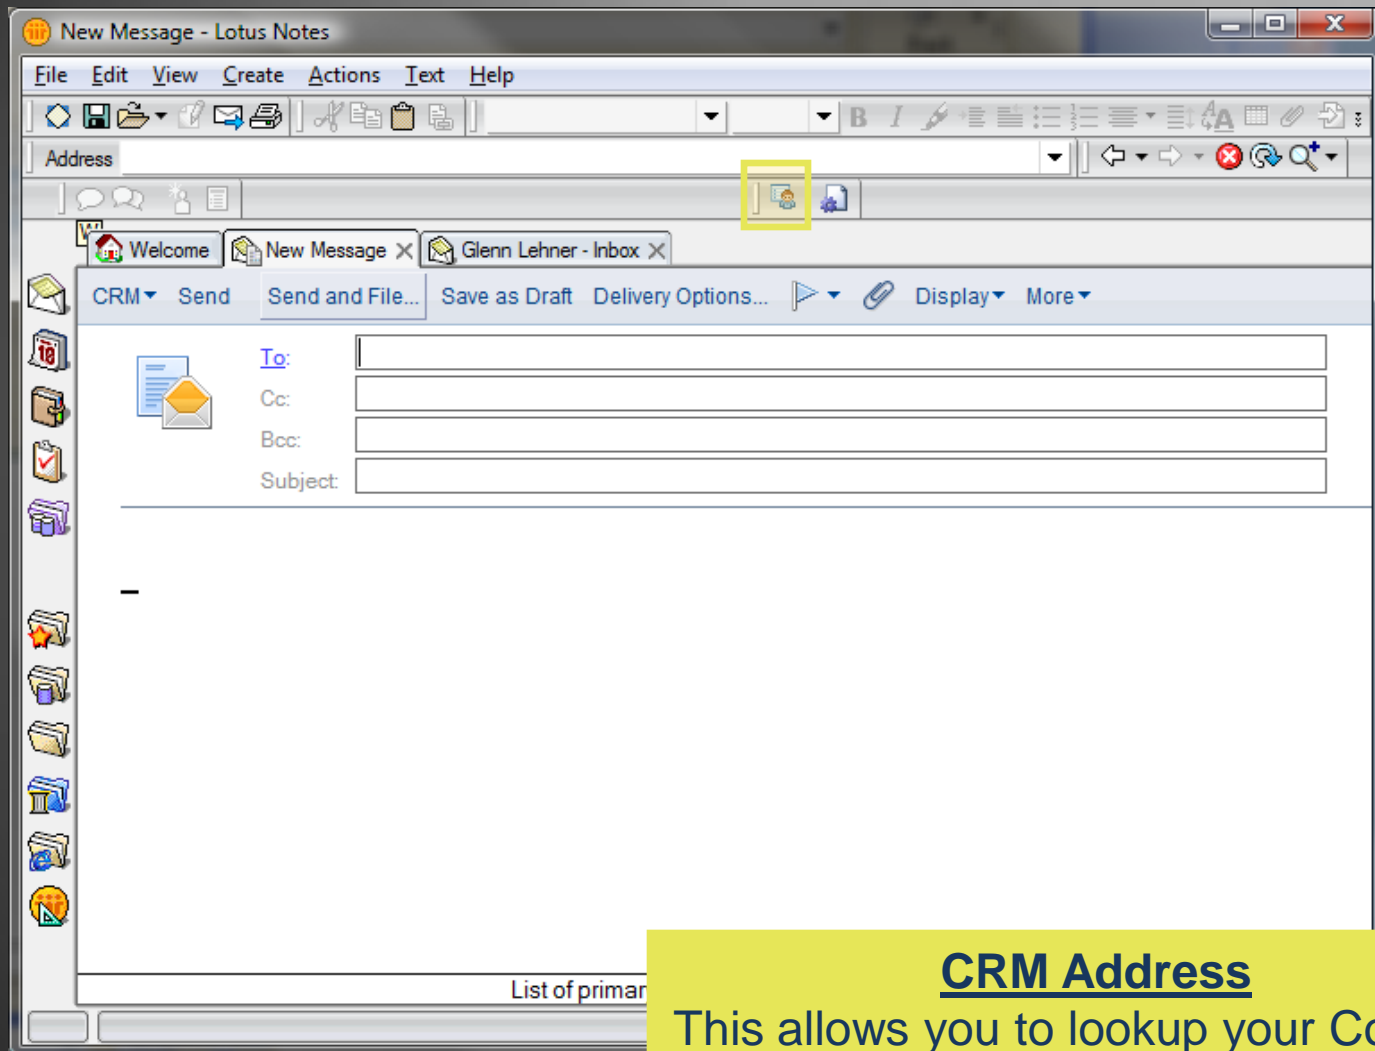 New Message - Lotus Notes
File Edit View Create Actions Text Help
B I A
Address
W
Welcome New Message Glenn Lehner - Inbox
CRM Send Send and File... Save as Draft Delivery Options... Display More
To:
Cc:
Bcc:
Subject:
List of primar
CRM Address
This allows you to lookup your Co